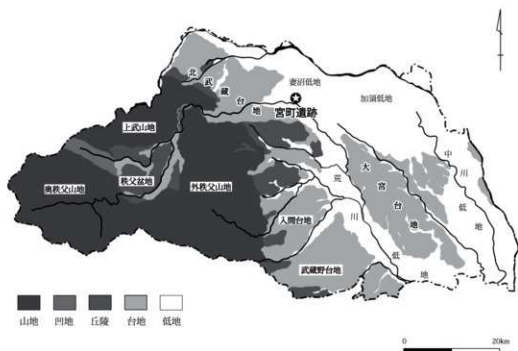 北武蔵台地
妻沼低地
加須低地
宮町遺跡
上武山地
秩父盆地
奥秩父山地
外秩父山地
荒川低地
大宮台地
中川低地
入間台地
武蔵野台地
山地 凹地 丘陵 台地 低地
0 20km